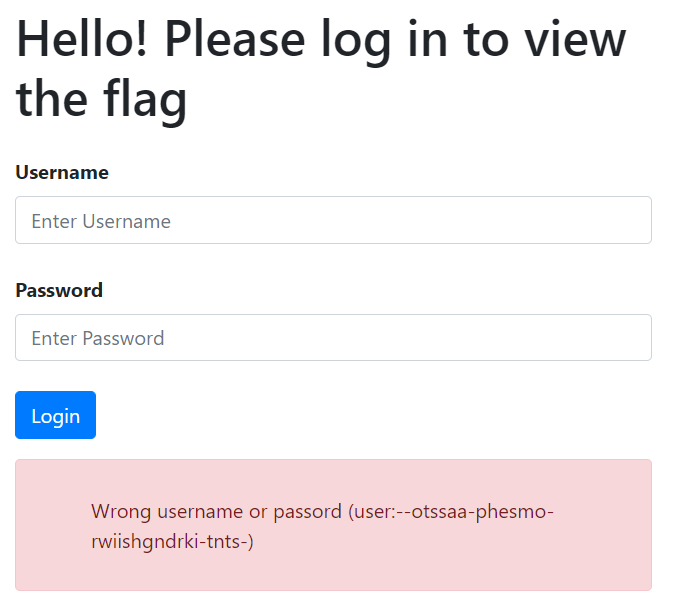 Hello! Please log in to view
the flag
Username
Enter Username
Password
Enter Password
Login
Wrong username or passord (user:--otssaa-phesmo-
rwiishgndrki-tnts-)